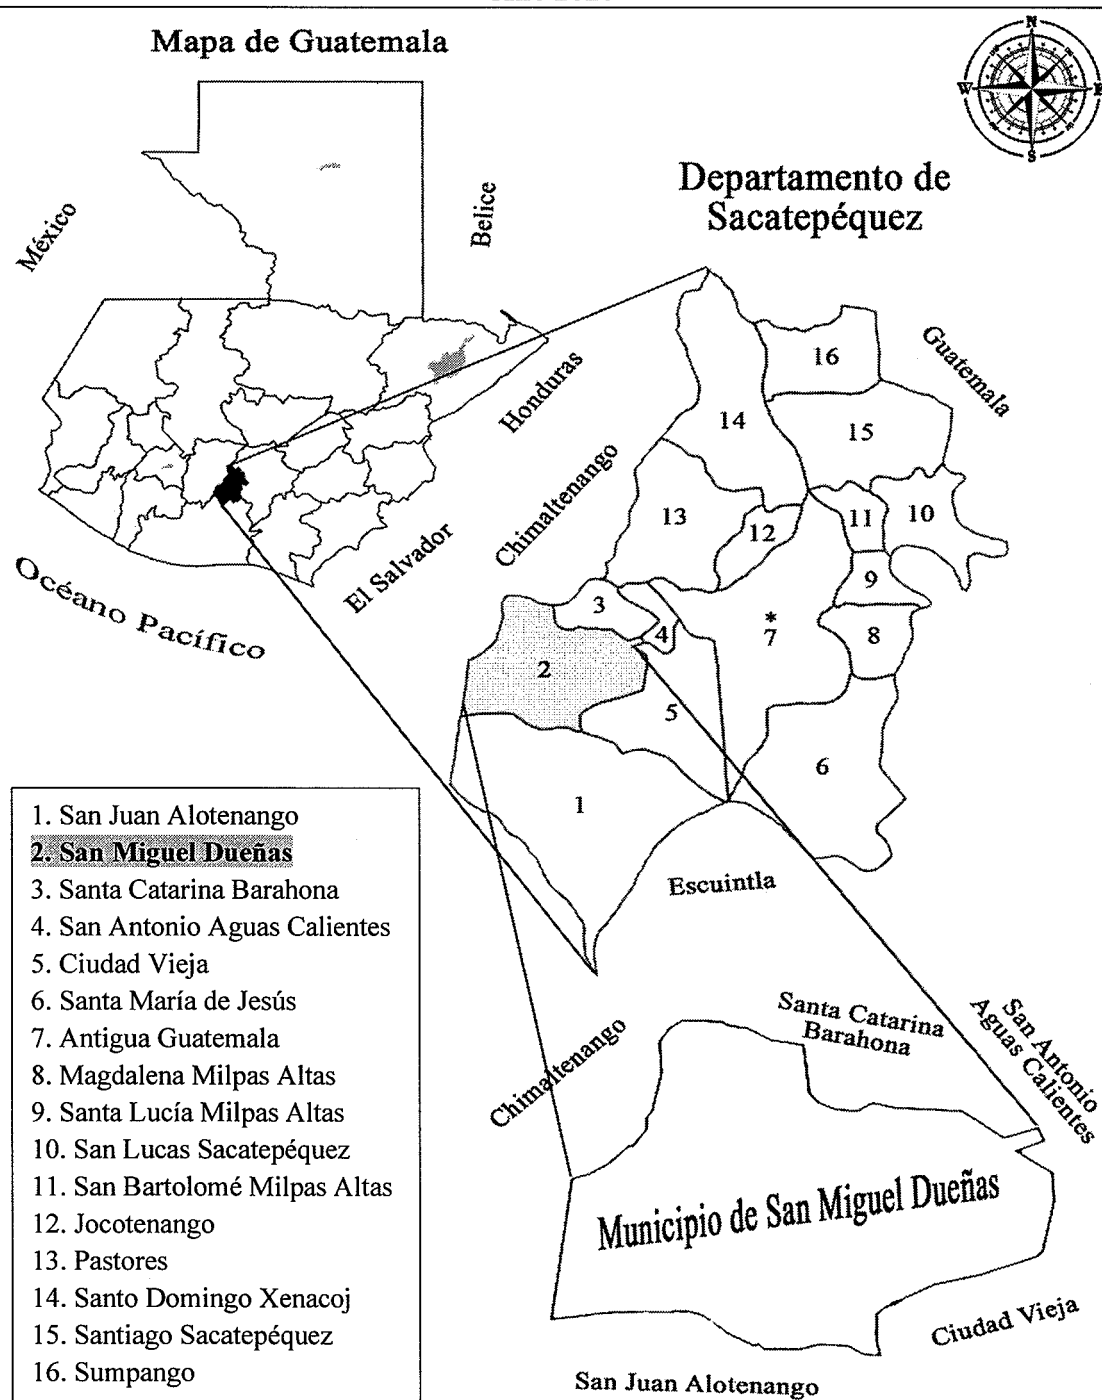 Mapa de Guatemala
N
W
E
S
Departamento de
Sacatepéquez
México
Belice
Honduras
El Salvador
Océano Pacífico
Guatemala
Chimaltenango
16
14
15
13
12
11
10
9
3
4
*
7
8
2
5
6
1
Escuintla
1. San Juan Alotenango
2. San Miguel Dueñas
3. Santa Catarina Barahona
4. San Antonio Aguas Calientes
5. Ciudad Vieja
6. Santa María de Jesús
7. Antigua Guatemala
8. Magdalena Milpas Altas
9. Santa Lucía Milpas Altas
10. San Lucas Sacatepéquez
11. San Bartolomé Milpas Altas
12. Jocotenango
13. Pastores
14. Santo Domingo Xenacoj
15. Santiago Sacatepéquez
16. Sumpango
Chimaltenango
Santa Catarina
Barahona
San Antonio
Aguas Calientes
Municipio de San Miguel Dueñas
Ciudad Vieja
San Juan Alotenango